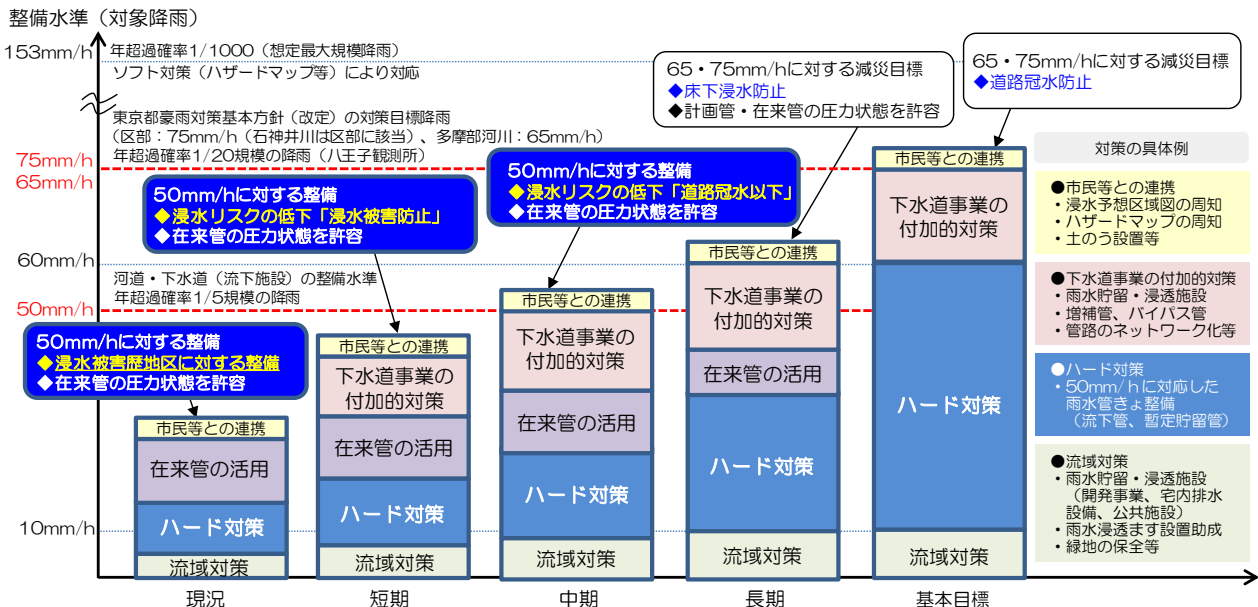 整備水準（対象降雨）
153mm/h
年超過確率1/1000（想定最大規模降雨）
ソフト対策（ハザードマップ等）により対応
東京都豪雨対策基本方針（改定）の対策目標降雨
（区部：75mm/h（石神井川は区部に該当）、多摩部河川：65mm/h）
年超過確率1/20規模の降雨（八王子観測所）
75mm/h
65mm/h
60mm/h
河道・下水道（流下施設）の整備水準
年超過確率1/5規模の降雨
50mm/h
10mm/h
50mm/hに対する整備
◆浸水被害歴地区に対する整備
◆在来管の圧力状態を許容
50mm/hに対する整備
◆浸水リスクの低下「浸水被害防止」
◆在来管の圧力状態を許容
50mm/hに対する整備
◆浸水リスクの低下「道路冠水以下」
◆在来管の圧力状態を許容
65・75mm/hに対する減災目標
◆床下浸水防止
◆計画管・在来管の圧力状態を許容
65・75mm/hに対する減災目標
◆道路冠水防止
市民等との連携
在来管の活用
ハード対策
流域対策
現況
市民等との連携
下水道事業の
付加的対策
在来管の活用
ハード対策
流域対策
短期
市民等との連携
下水道事業の
付加的対策
在来管の活用
ハード対策
流域対策
中期
市民等との連携
下水道事業の
付加的対策
在来管の活用
ハード対策
流域対策
長期
市民等との連携
下水道事業の
付加的対策
ハード対策
流域対策
基本目標
対策の具体例
●市民等との連携
・浸水予想区域図の周知
・ハザードマップの周知
・土のう設置等
●下水道事業の付加的対策
・雨水貯留・浸透施設
・増補管、バイパス管
・管路のネットワーク化等
●ハード対策
・50mm/hに対応した
雨水管きょ整備
（流下管、暫定貯留管）
●流域対策
・雨水貯留・浸透施設
（開発事業、宅内排水
設備、公共施設）
・雨水浸透ます設置助成
・緑地の保全等